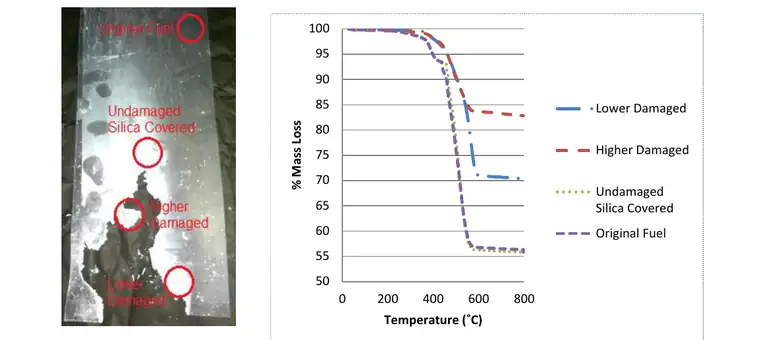 Original Fuel
Undamaged
Silica Covered
Higher
Damaged
Lower
Damaged
100
95
90
85
80
75
70
65
60
55
50
% Mass Loss
0 200 400 600 800
Temperature (˚C)
Lower Damaged
Higher Damaged
Undamaged
Silica Covered
Original Fuel